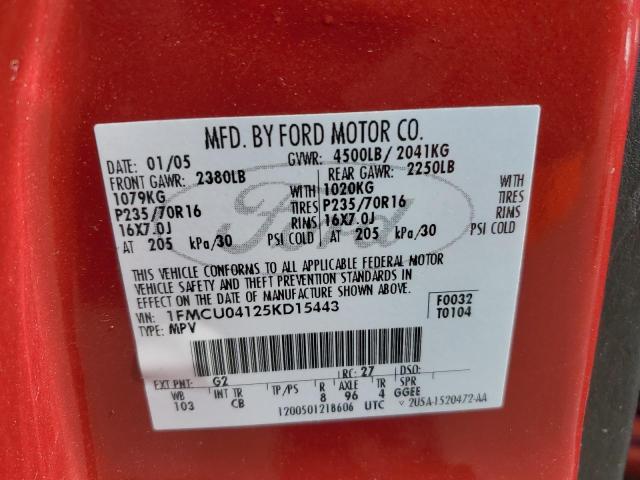 MFD. BY FORD MOTOR CO.
DATE: 01/05 GVWR: 4500LB/ 2041KG
FRONT GAWR: 2380LB REAR GAWR: 2250LB
1079KG WITH 1020KG WITH
P235/70R16 TIRES P235/70R16 TIRES
16X7.0J RIMS 16X7.0J RIMS
AT 205 kPa/30 PSI COLD AT 205 kPa/30 PSI COLD
Ford
THIS VEHICLE CONFORMS TO ALL APPLICABLE FEDERAL MOTOR
VEHICLE SAFETY AND THEFT PREVENTION STANDARDS IN
EFFECT ON THE DATE OF MANUFACTURE SHOWN ABOVE.
VIN: 1FMCU04125KD15443 F0032
TYPE: MPV T0104
EXT PNT: G2 RC: 27 DSO:
WB INT TR TP/PS R AXLE TR SPR
103 CB 8 96 4 GGEE
1200501218606 UTC 2U5A-1520472-AA